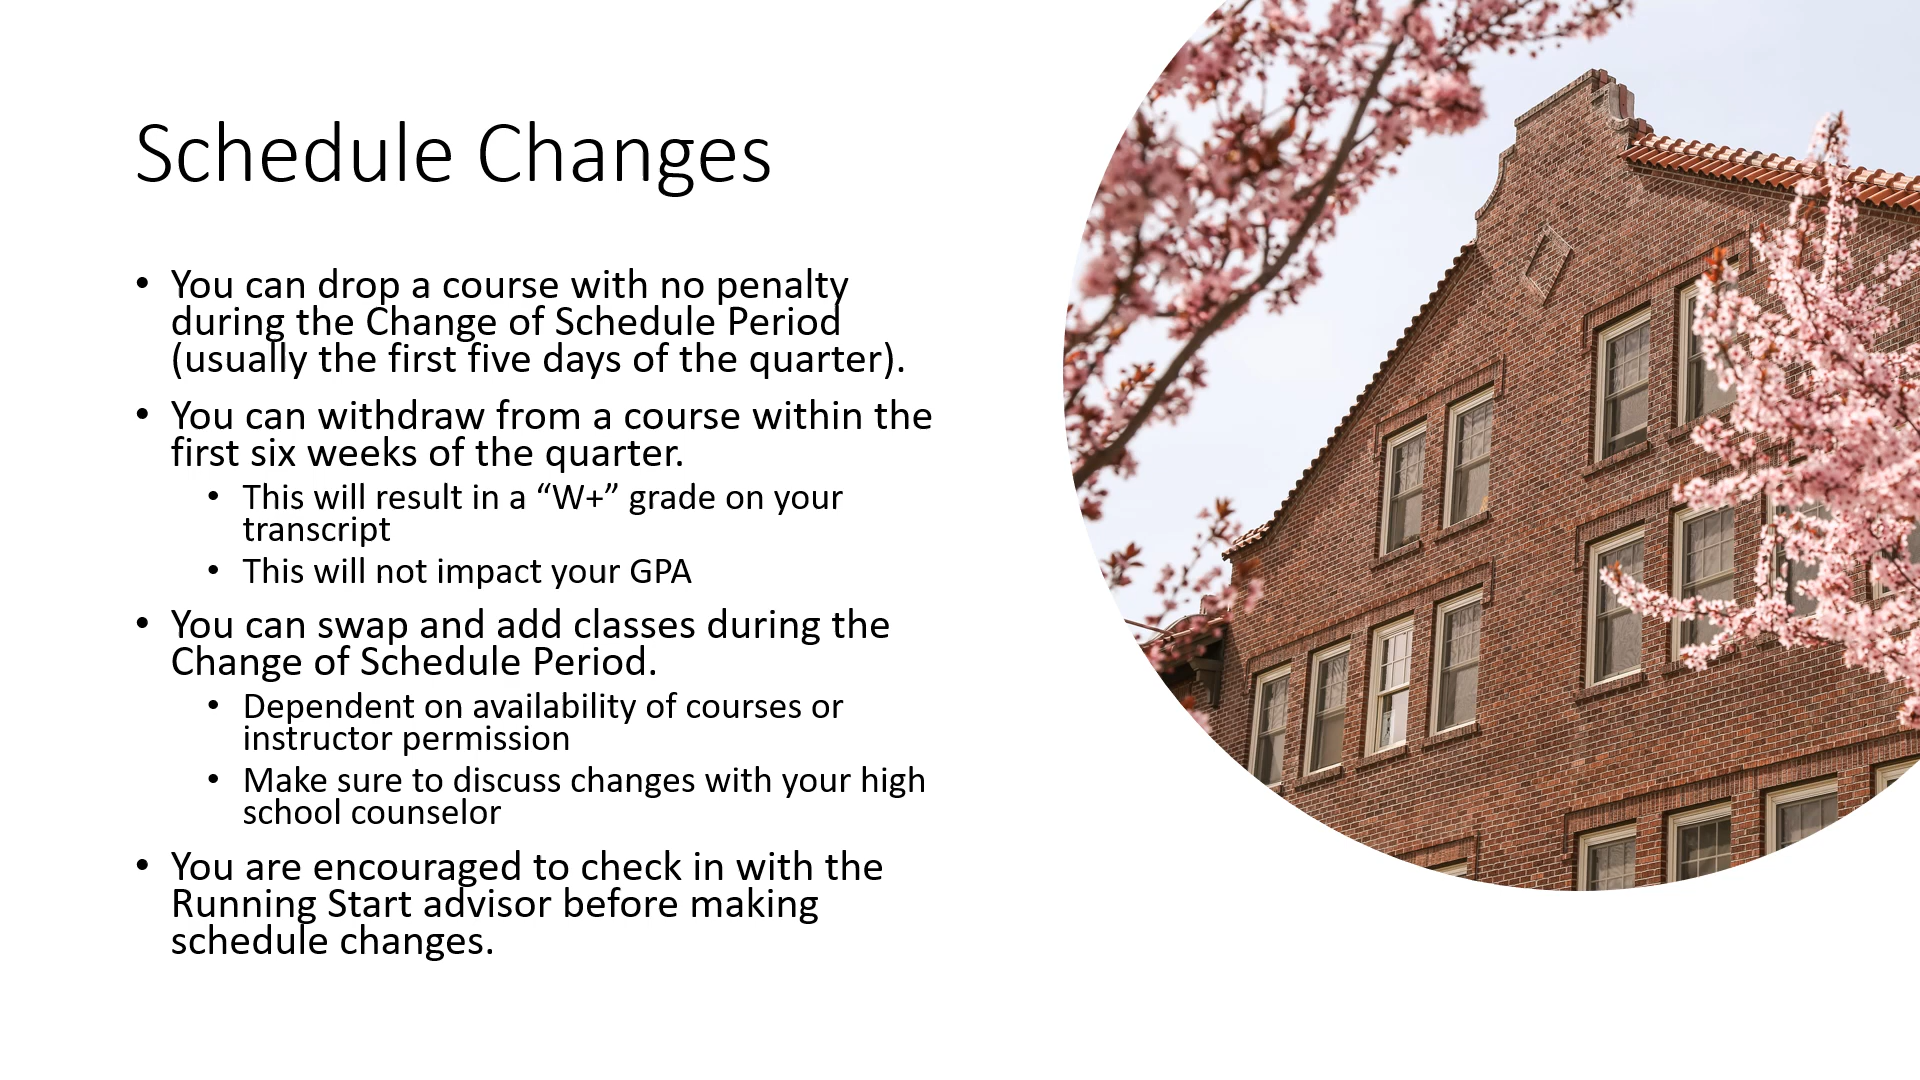 Schedule Changes
• You can drop a course with no penalty
during the Change of Schedule Period
(usually the first five days of the quarter).
• You can withdraw from a course within the
first six weeks of the quarter.
• This will result in a “W+” grade on your
transcript
• This will not impact your GPA
• You can swap and add classes during the
Change of Schedule Period.
• Dependent on availability of courses or
instructor permission
• Make sure to discuss changes with your high
school counselor
• You are encouraged to check in with the
Running Start advisor before making
schedule changes.